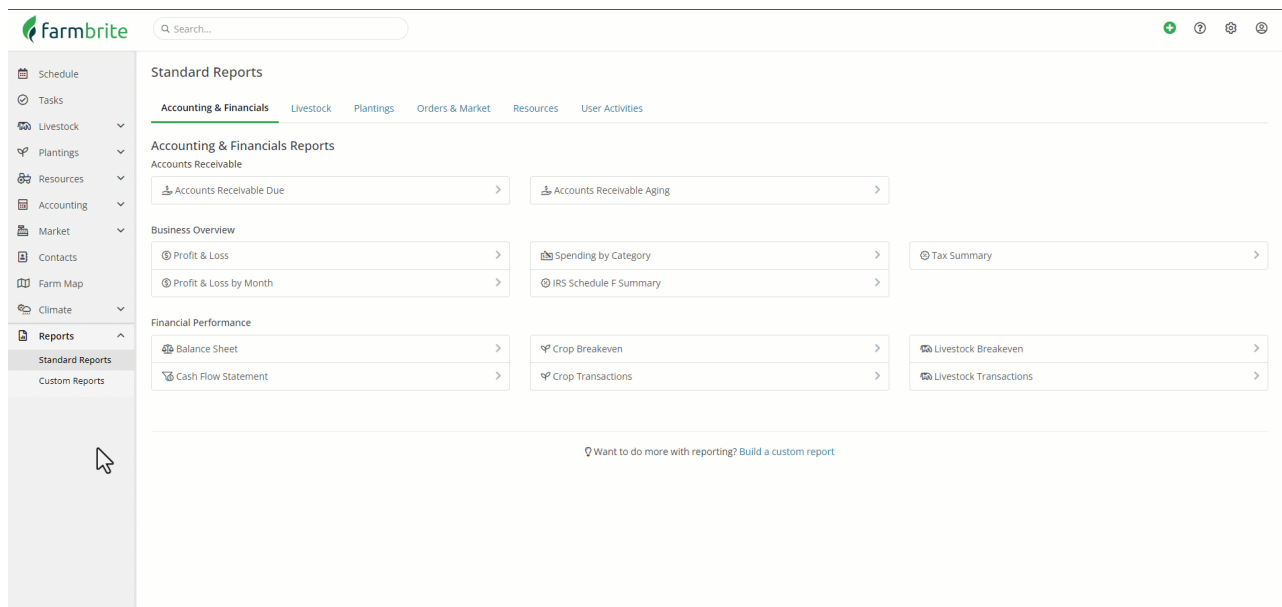 farmbrite
Search...
Schedule
Tasks
Livestock
Plantings
Resources
Accounting
Market
Contacts
Farm Map
Climate
Reports
Standard Reports
Custom Reports
Standard Reports
Accounting & Financials Livestock Plantings Orders & Market Resources User Activities
Accounting & Financials Reports
Accounts Receivable
Accounts Receivable Due Accounts Receivable Aging
Business Overview
Profit & Loss Spending by Category Tax Summary
Profit & Loss by Month IRS Schedule F Summary
Financial Performance
Balance Sheet Crop Breakeven Livestock Breakeven
Cash Flow Statement Crop Transactions Livestock Transactions
Want to do more with reporting? Build a custom report